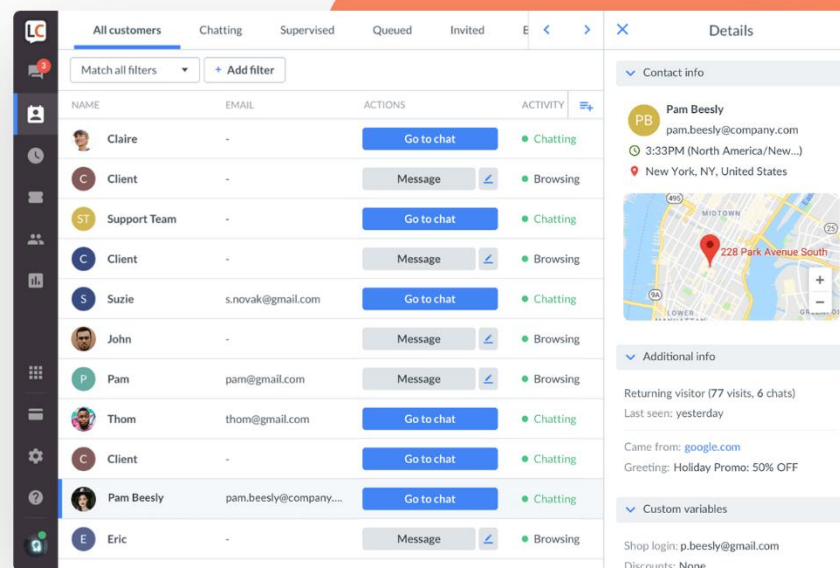 LC
All customers Chatting Supervised Queued Invited
Details
3
Match all filters + Add filter
Contact info
NAME EMAIL ACTIONS ACTIVITY
PB Pam Beesly
pam.beesly@company.com
3:33PM (North America/New...)
New York, NY, United States
Claire - Go to chat Chatting
C Client - Message Browsing
ST Support Team - Go to chat Chatting
C Client - Message Browsing
S Suzie s.novak@gmail.com Go to chat Chatting
John - Message Browsing
P Pam pam@gmail.com Message Browsing
Thom thom@gmail.com Go to chat Chatting
C Client - Go to chat Chatting
Pam Beesly pam.beesly@company.... Go to chat Chatting
E Eric - Message Browsing
495
MIDTOWN
25
228 Park Avenue South
+
9A
−
LOWER
Additional info
Returning visitor (77 visits, 6 chats)
Last seen: yesterday
Came from: google.com
Greeting: Holiday Promo: 50% OFF
Custom variables
Shop login: p.beesly@gmail.com
Discounts: None